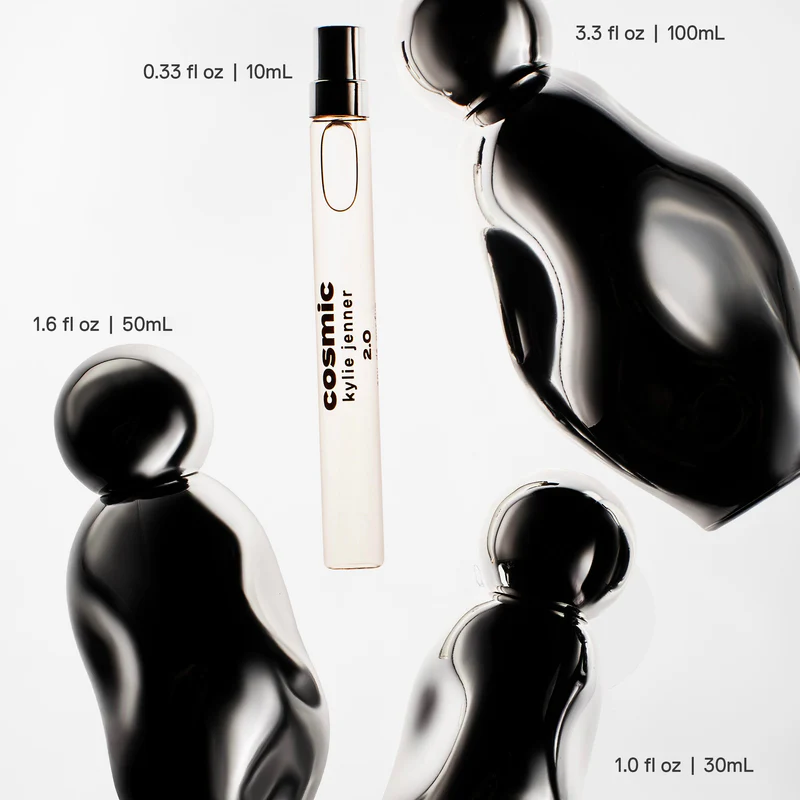 0.33 fl oz | 10mL
3.3 fl oz | 100mL
cosmic
kylie jenner
2.0
1.6 fl oz | 50mL
1.0 fl oz | 30mL